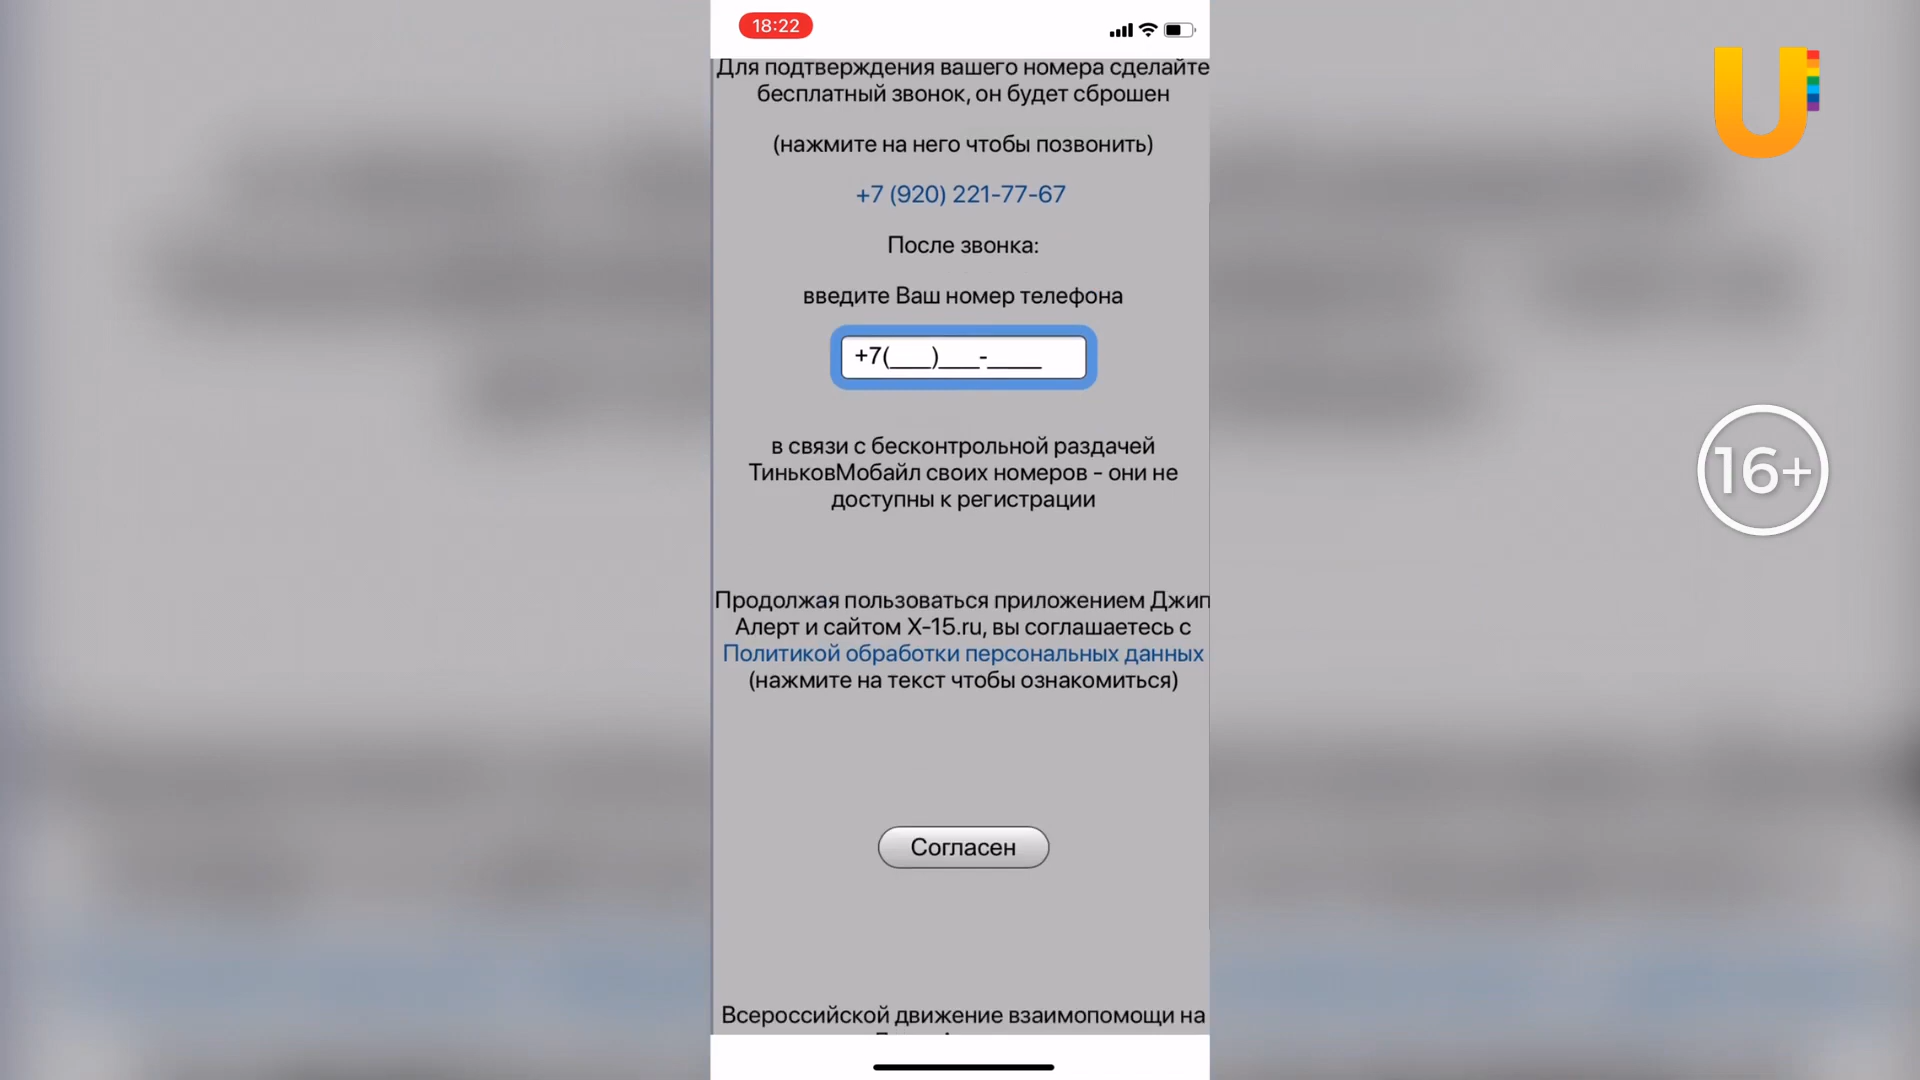 18:22
Для подтверждения вашего номера сделайте
бесплатный звонок, он будет сброшен
(нажмите на него чтобы позвонить)
+7 (920) 221-77-67
После звонка:
введите Ваш номер телефона
+7(___)___-____
в связи с бесконтрольной раздачей
ТиньковМобайл своих номеров - они не
доступны к регистрации
Продолжая пользоваться приложением Джип
Алерт и сайтом X-15.ru, вы соглашаетесь с
Политикой обработки персональных данных
(нажмите на текст чтобы ознакомиться)
Согласен
Всероссийской движение взаимопомощи на
U
16+